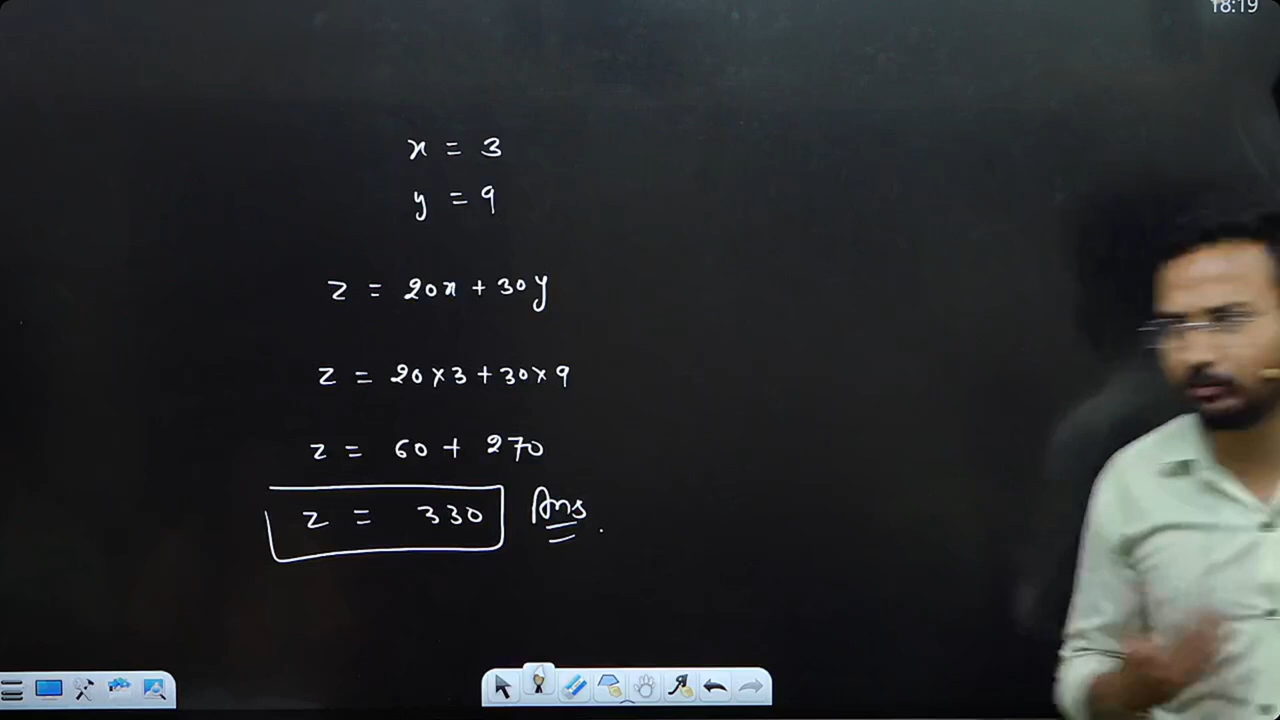 18:19
x = 3
y = 9
z = 20x + 30y
z = 20×3 + 30×9
z = 60 + 270
z = 330 Ans.